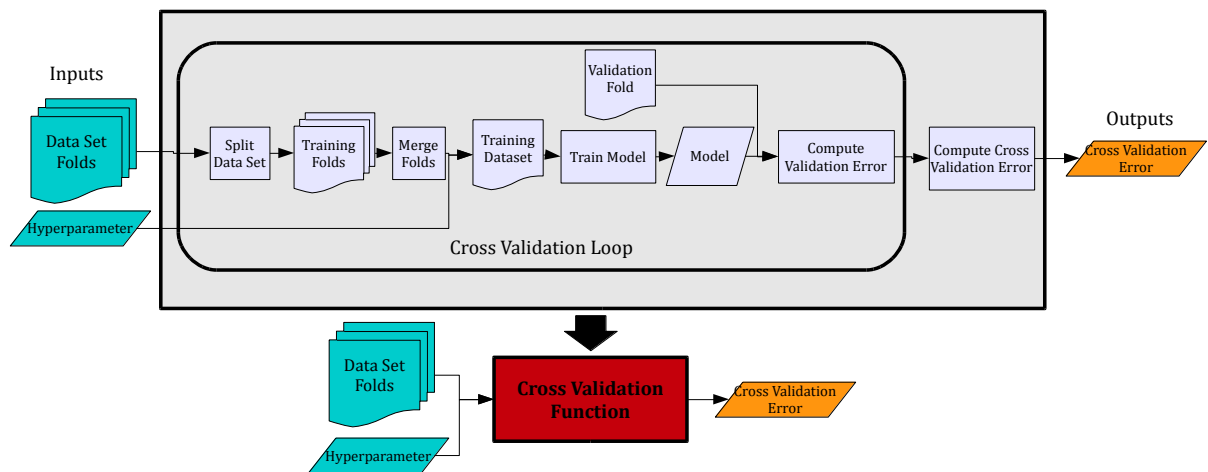 Inputs
Data Set
Folds
Hyperparameter
Split
Data Set
Training
Folds
Merge
Folds
Training
Dataset
Train Model
Validation
Fold
Model
Compute
Validation Error
Cross Validation Loop
Compute Cross
Validation Error
Outputs
Cross Validation
Error
Data Set
Folds
Hyperparameter
Cross Validation
Function
Cross Validation
Error